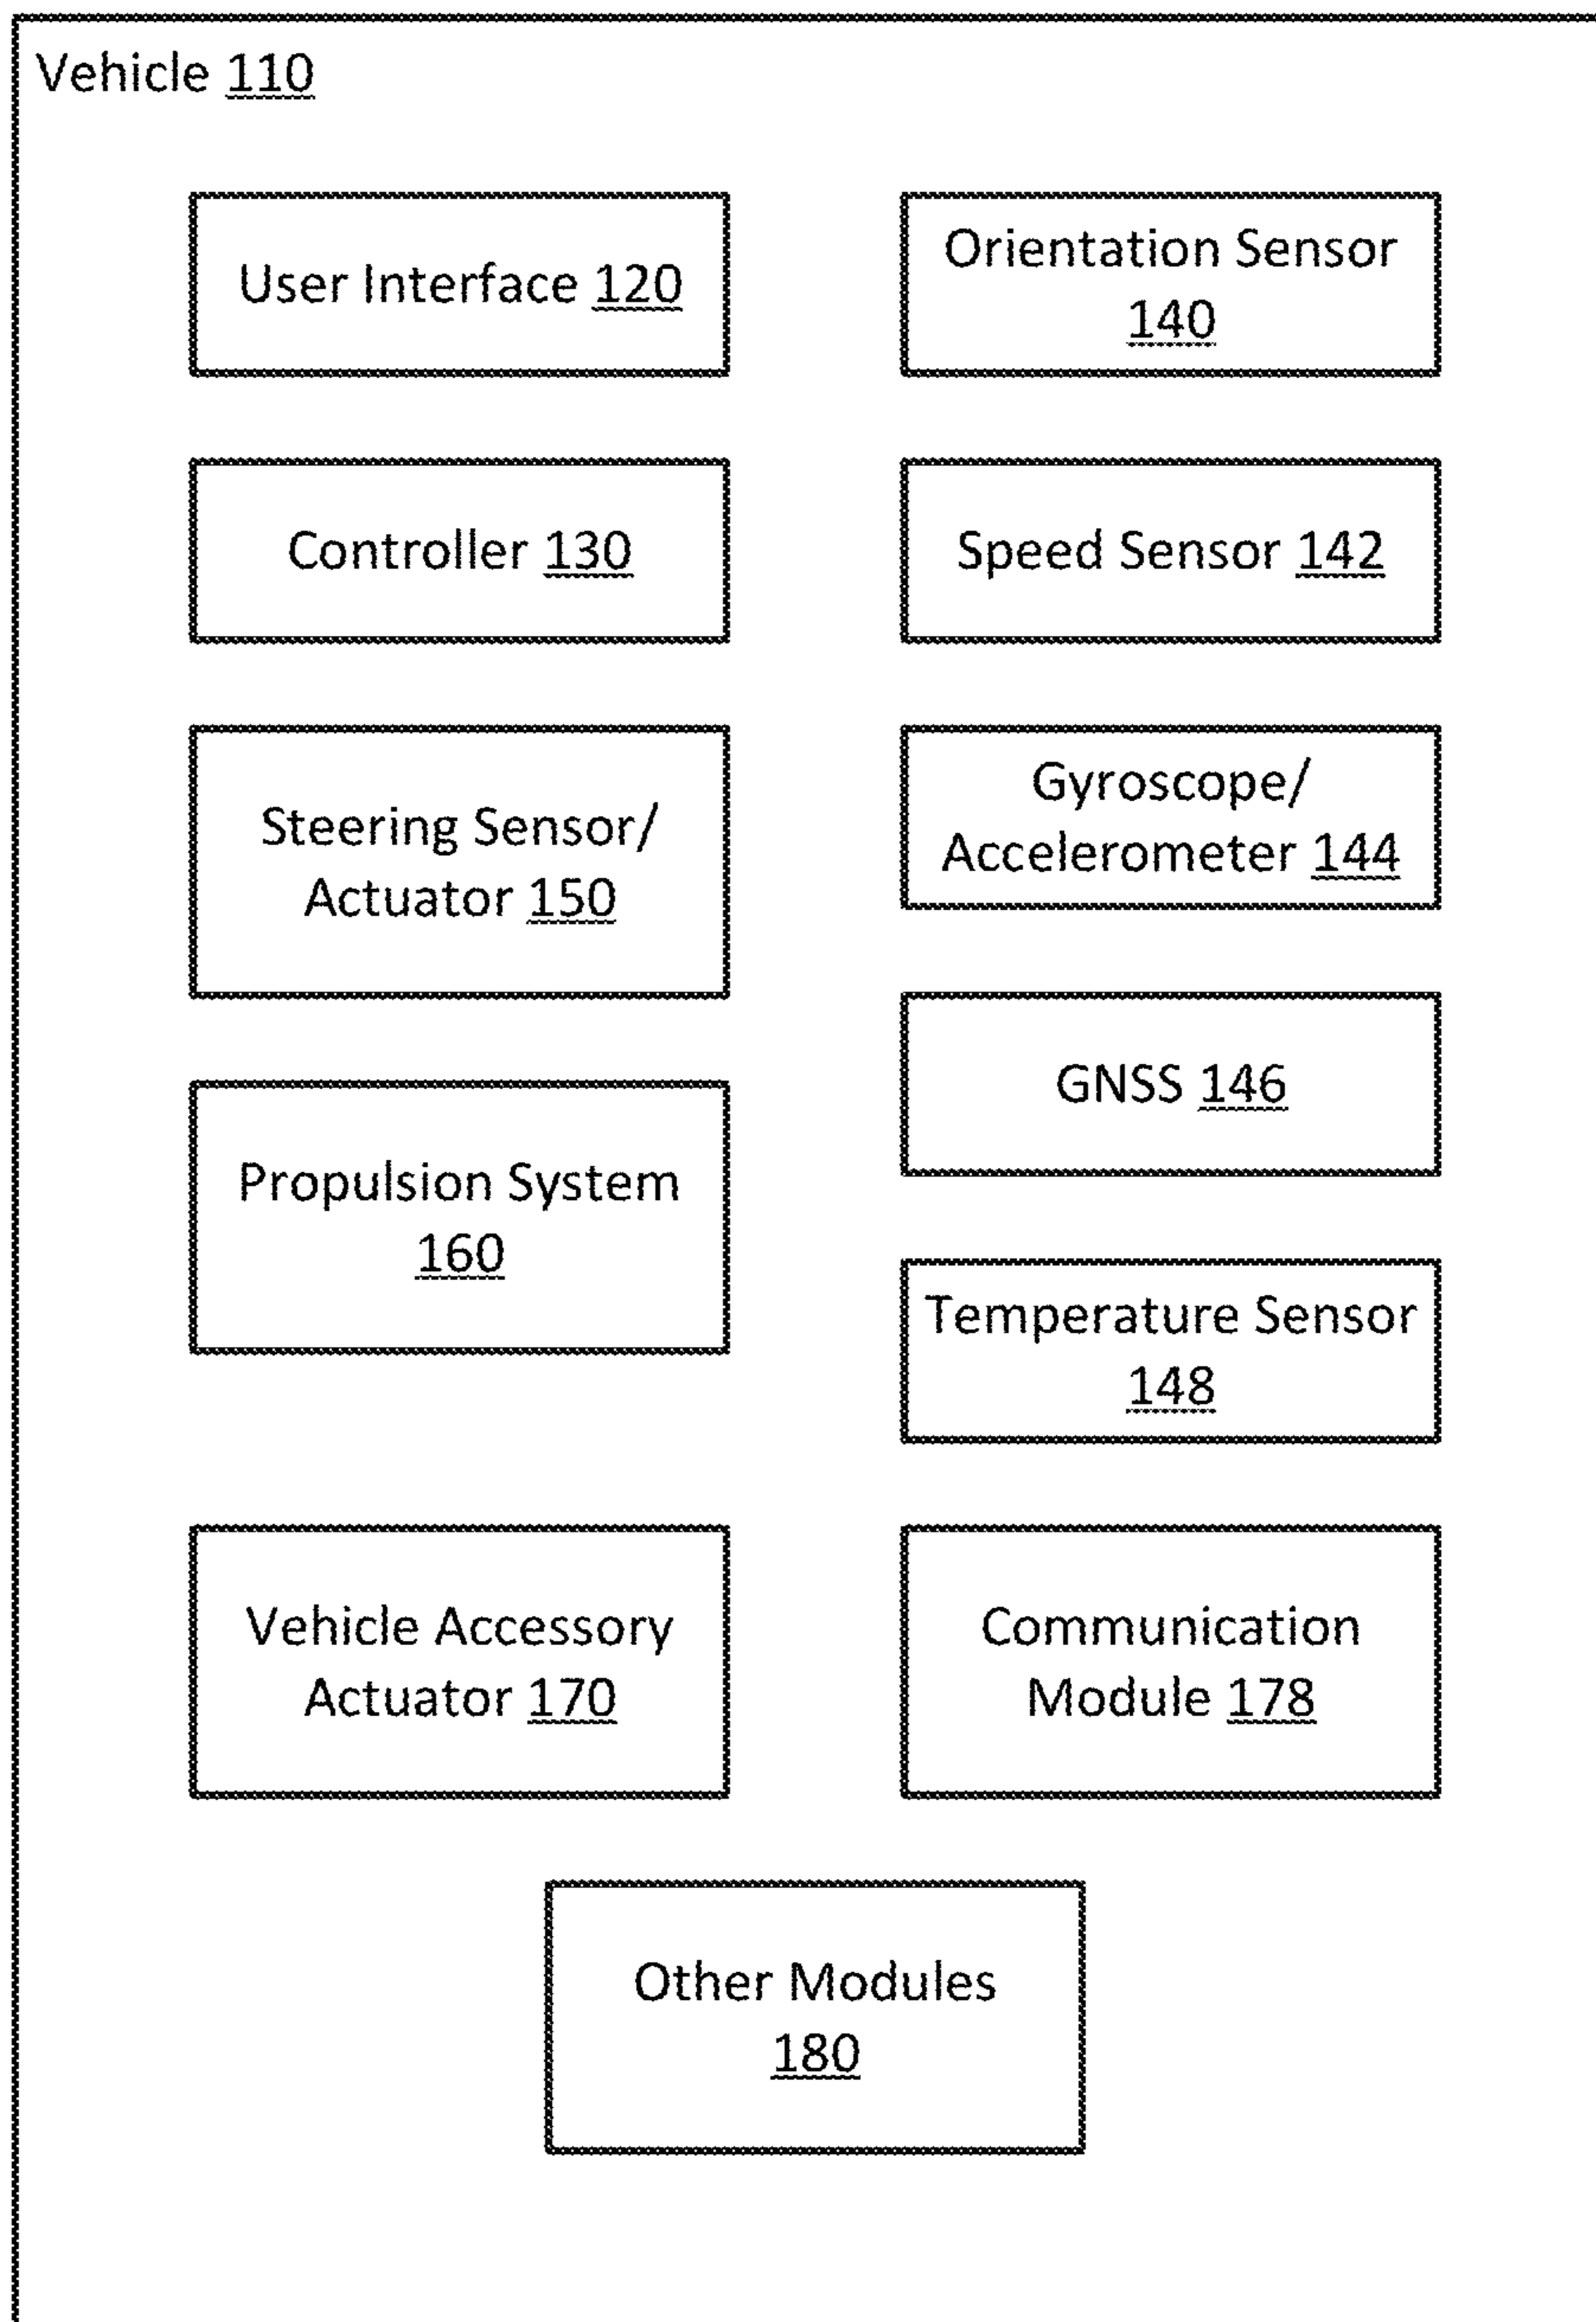 Vehicle 110
User Interface 120
Orientation Sensor
140
Controller 130
Speed Sensor 142
Steering Sensor/
Actuator 150
Gyroscope/
Accelerometer 144
GNSS 146
Propulsion System
160
Temperature Sensor
148
Vehicle Accessory
Actuator 170
Communication
Module 178
Other Modules
180